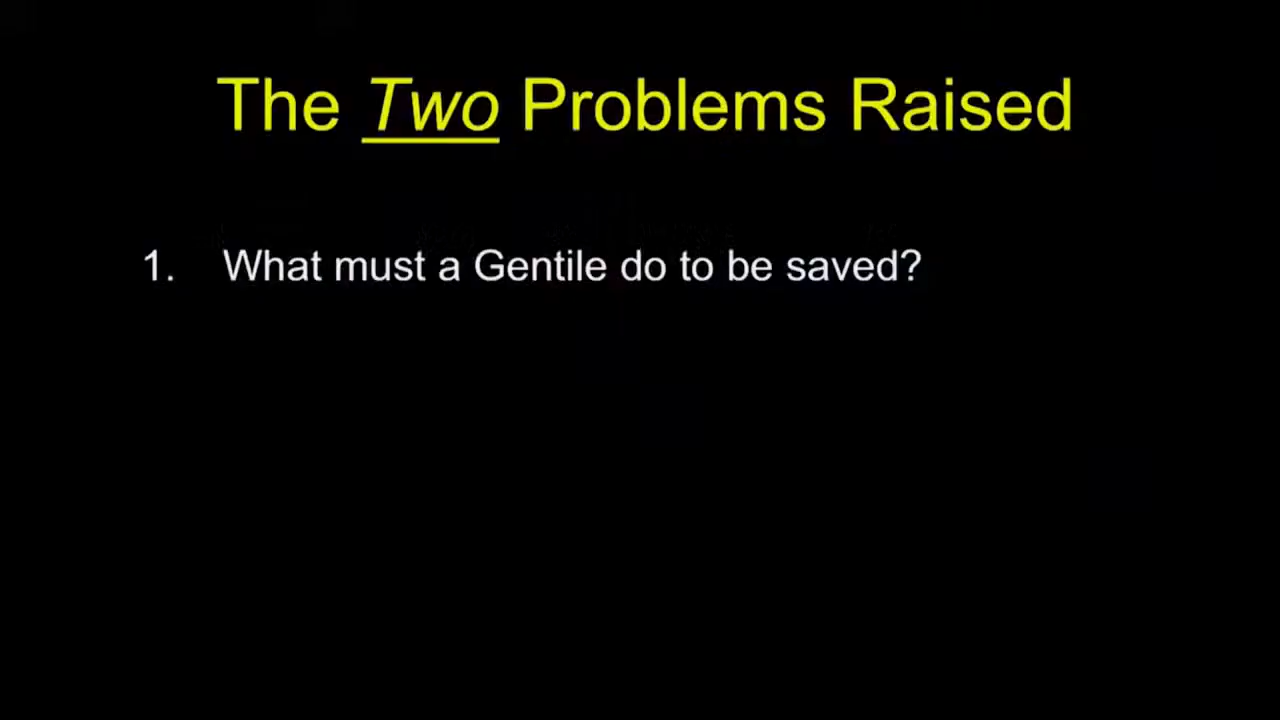 The Two Problems Raised
1. What must a Gentile do to be saved?